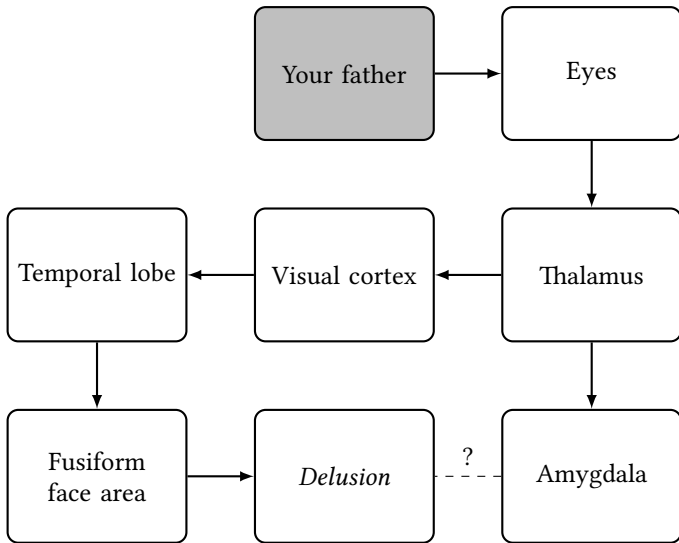 Your father
Eyes
Temporal lobe
Visual cortex
Thalamus
Fusiform
face area
Delusion
?
Amygdala